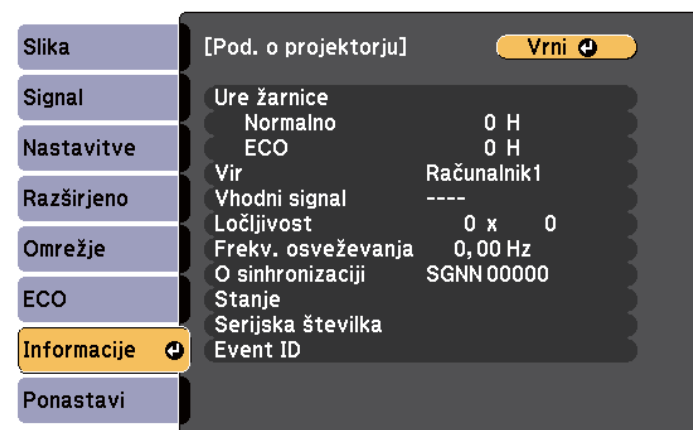 Slika
Signal
Nastavitve
Razširjeno
Omrežje
ECO
Informacije
Ponastavi
[Pod. o projektorju] Vrni
Ure žarnice
Normalno 0 H
ECO 0 H
Vir Računalnik1
Vhodni signal ----
Ločljivost 0 x 0
Frekv. osveževanja 0,00 Hz
O sinhronizaciji SGNN 00000
Stanje
Serijska številka
Event ID